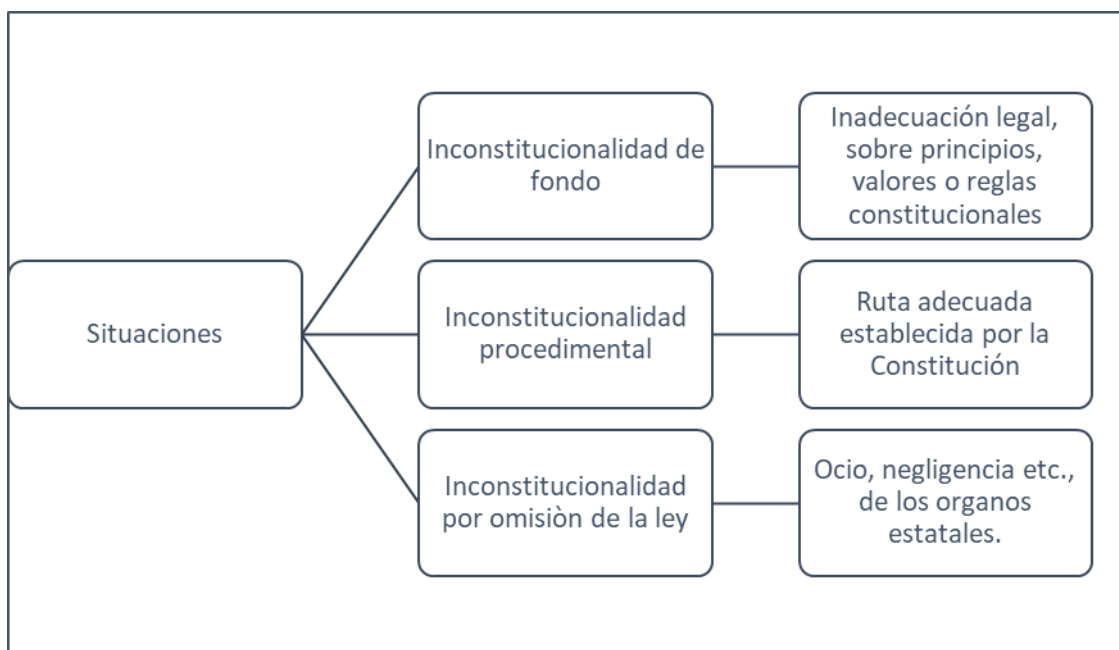 Situaciones
Inconstitucionalidad de
fondo
Inadecuación legal,
sobre principios,
valores o reglas
constitucionales
Inconstitucionalidad
procedimental
Ruta adecuada
establecida por la
Constitución
Inconstitucionalidad
por omisiòn de la ley
Ocio, negligencia etc.,
de los organos
estatales.